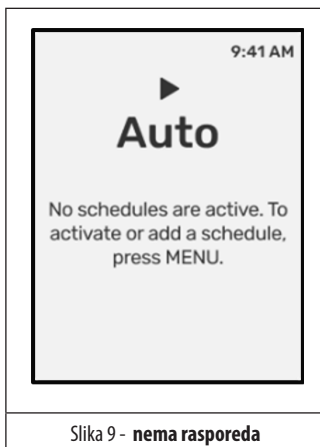 9:41 AM
Auto
No schedules are active. To
activate or add a schedule,
press MENU.
Slika 9 - nema rasporeda